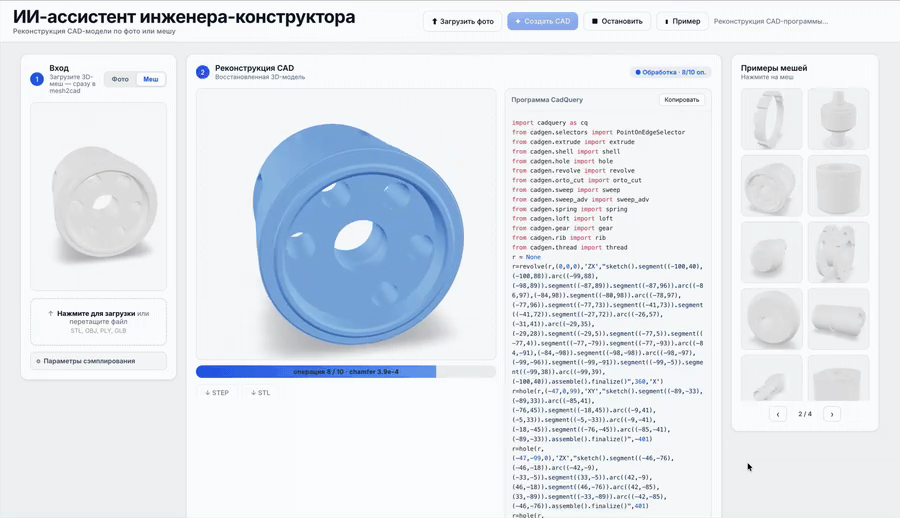 ИИ-ассистент инженера-конструктора
Реконструкция CAD-модели по фото или мешу
Загрузить фото
Создать CAD
Остановить
Пример
Реконструкция CAD-программы...
1
Вход
Загрузите 3D-
меш — сразу в
mesh2cad
Фото
Меш
Нажмите для загрузки или
перетащите файл
STL, OBJ, PLY, GLB
Параметры сэмплирования
2
Реконструкция CAD
Восстановленная 3D-модель
Обработка · 8/10 оп.
операция 8 / 10 · chamfer 3.9e-4
↓ STEP
↓ STL
Программа CadQuery
Копировать
import cadquery as cq
from cadgen.selectors import PointOnEdgeSelector
from cadgen.extrude import extrude
from cadgen.shell import shell
from cadgen.hole import hole
from cadgen.revolve import revolve
from cadgen.orto_cut import orto_cut
from cadgen.sweep import sweep
from cadgen.sweep_adv import sweep_adv
from cadgen.spring import spring
from cadgen.loft import loft
from cadgen.gear import gear
from cadgen.rib import rib
from cadgen.thread import thread
r = None
r=revolve(r,(0,0,0),'ZX',"sketch().segment((-100,40),
(-100,88)).arc((-99,88),
(-98,89)).segment((-87,89)).segment((-87,96)).arc((-8
6,97),(-84,98)).segment((-80,98)).arc((-78,97),
(-77,96)).segment((-77,73)).segment((-41,73)).segment
((-41,72)).segment((-27,72)).arc((-26,57),
(-31,41)).arc((-29,35),
(-29,28)).segment((-29,5)).segment((-77,5)).segment((
-77,4)).segment((-77,-79)).segment((-77,-93)).arc((-8
4,-91),(-84,-98)).segment((-98,-98)).arc((-98,-97),
(-99,-96)).segment((-99,-91)).segment((-99,-5)).segme
nt((-99,38)).arc((-99,39),
(-100,40)).assemble().finalize()",360,'X')
r=hole(r,(-47,0,99),'XY',"sketch().segment((-89,-33),
(-89,33)).arc((-85,41),
(-76,45)).segment((-18,45)).arc((-9,41),
(-5,33)).segment((-5,-33)).arc((-9,-41),
(-18,-45)).segment((-76,-45)).arc((-85,-41),
(-89,-33)).assemble().finalize()",-401)
r=hole(r,
(-47,-99,0),'ZX',"sketch().segment((-46,-76),
(-46,-18)).arc((-42,-9),
(-33,-5)).segment((33,-5)).arc((42,-9),
(46,-18)).segment((46,-76)).arc((42,-85),
(33,-89)).segment((-33,-89)).arc((-42,-85),
(-46,-76)).assemble().finalize()",401)
r=hole(r,
Примеры мешей
Нажмите на меш
‹
2 / 4
›